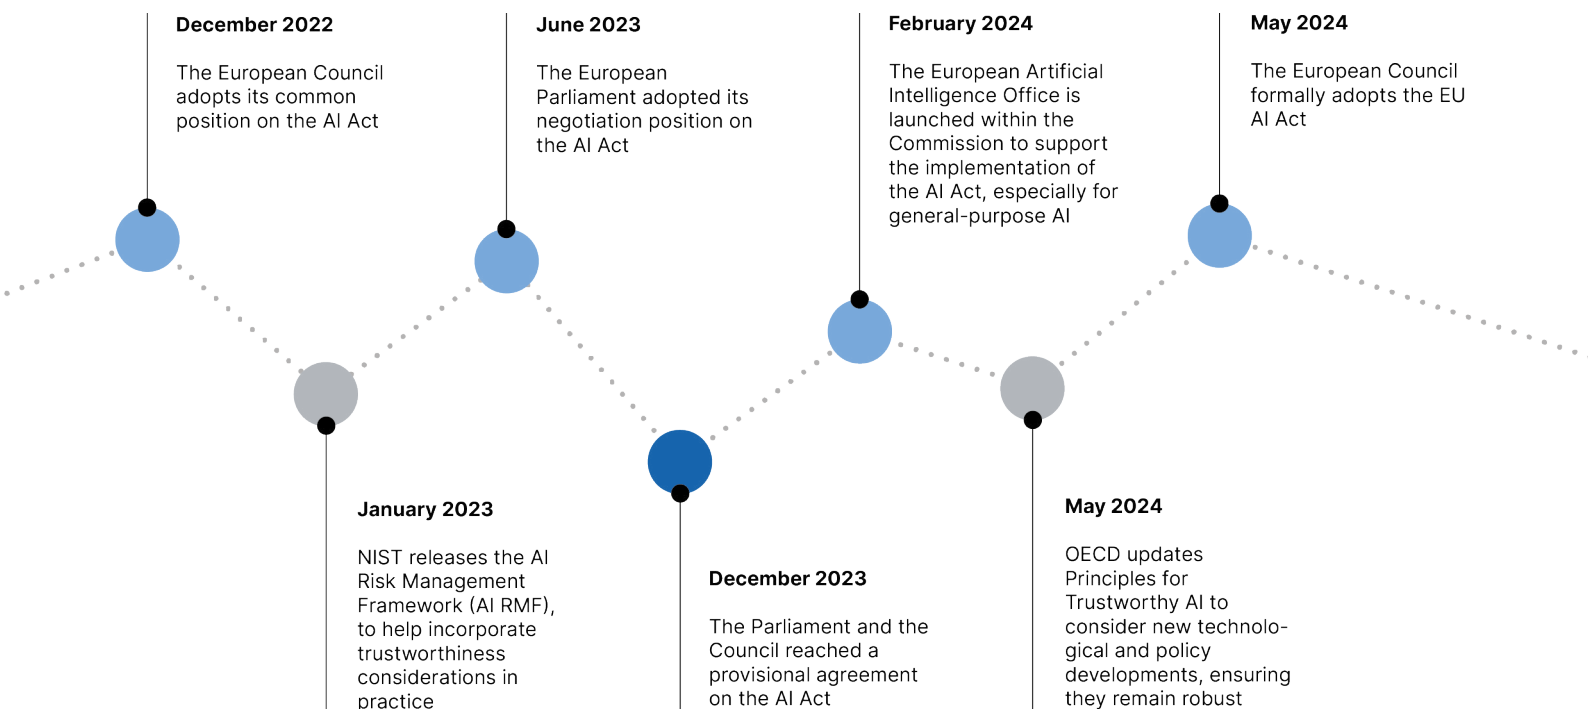 December 2022
The European Council
adopts its common
position on the AI Act
January 2023
NIST releases the AI
Risk Management
Framework (AI RMF),
to help incorporate
trustworthiness
considerations in
practice
June 2023
The European
Parliament adopted its
negotiation position on
the AI Act
December 2023
The Parliament and the
Council reached a
provisional agreement
on the AI Act
February 2024
The European Artificial
Intelligence Office is
launched within the
Commission to support
the implementation of
the AI Act, especially for
general-purpose AI
May 2024
OECD updates
Principles for
Trustworthy AI to
consider new technolo-
gical and policy
developments, ensuring
they remain robust
May 2024
The European Council
formally adopts the EU
AI Act